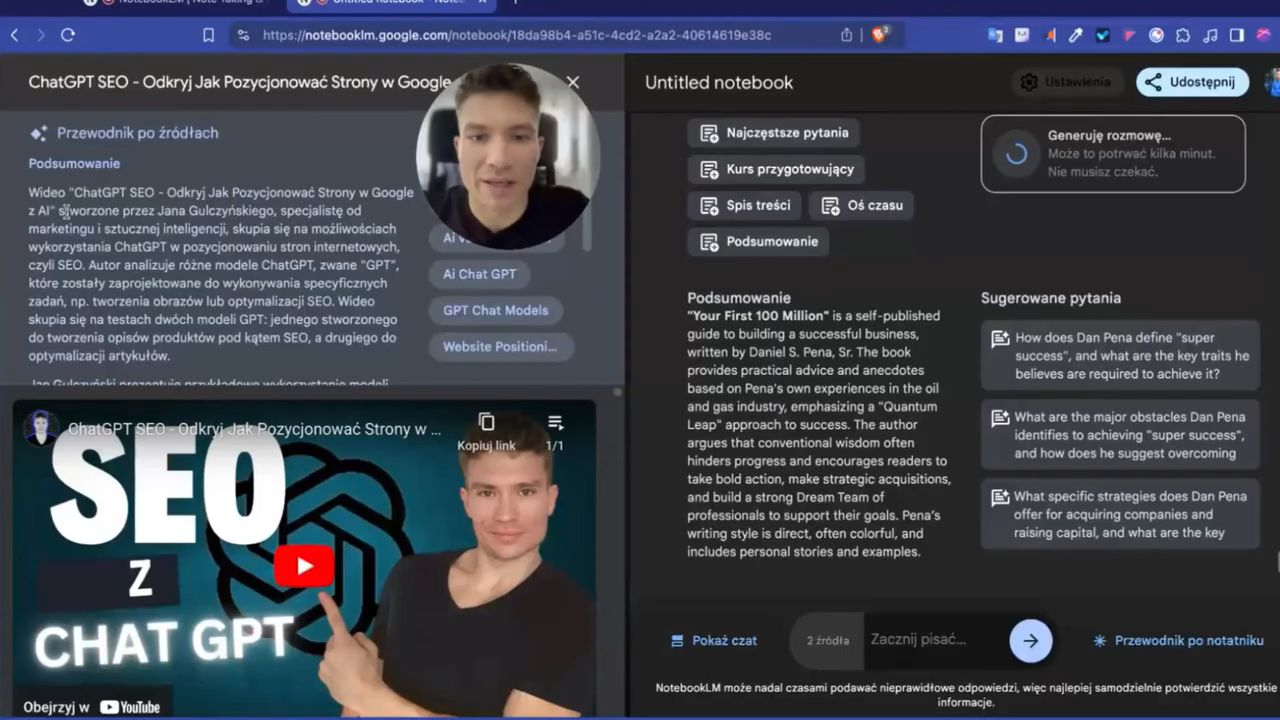 NotebookLM | Note Taking &
Untitled notebook - Note
https://notebooklm.google.com/notebook/18da98b4-a51c-4cd2-a2a2-40614619e38c
ChatGPT SEO - Odkryj Jak Pozycjonować Strony w Google
Przewodnik po źródłach
Podsumowanie
Wideo "ChatGPT SEO - Odkryj Jak Pozycjonować Strony w Google
z AI" stworzone przez Jana Gulczyńskiego, specjalistę od
marketingu i sztucznej inteligencji, skupia się na możliwościach
wykorzystania ChatGPT w pozycjonowaniu stron internetowych,
czyli SEO. Autor analizuje różne modele ChatGPT, zwane "GPT",
które zostały zaprojektowane do wykonywania specyficznych
zadań, np. tworzenia obrazów lub optymalizacji SEO. Wideo
skupia się na testach dwóch modeli GPT: jednego stworzonego
do tworzenia opisów produktów pod kątem SEO, a drugiego do
optymalizacji artykułów.
Jan Gulczyński prezentuje przykładowe wykorzystanie modeli
Ai Chat GPT
GPT Chat Models
Website Positioni...
ChatGPT SEO - Odkryj Jak Pozycjonować Strony w ...
Kopiuj link
1/1
SEO
Z
CHAT GPT
Obejrzyj w YouTube
Untitled notebook
Ustawienia
Udostępnij
Najczęstsze pytania
Kurs przygotowujący
Spis treści
Oś czasu
Podsumowanie
Generuję rozmowę...
Może to potrwać kilka minut.
Nie musisz czekać.
Podsumowanie
"Your First 100 Million" is a self-published
guide to building a successful business,
written by Daniel S. Pena, Sr. The book
provides practical advice and anecdotes
based on Pena's own experiences in the oil
and gas industry, emphasizing a "Quantum
Leap" approach to success. The author
argues that conventional wisdom often
hinders progress and encourages readers to
take bold action, make strategic acquisitions,
and build a strong Dream Team of
professionals to support their goals. Pena's
writing style is direct, often colorful, and
includes personal stories and examples.
Sugerowane pytania
How does Dan Pena define "super
success", and what are the key traits he
believes are required to achieve it?
What are the major obstacles Dan Pena
identifies to achieving "super success",
and how does he suggest overcoming
What specific strategies does Dan Pena
offer for acquiring companies and
raising capital, and what are the key
Pokaż czat
2 źródła
Zacznij pisać...
Przewodnik po notatniku
NotebookLM może nadal czasami podawać nieprawidłowe odpowiedzi, więc najlepiej samodzielnie potwierdzić wszystkie
informacje.